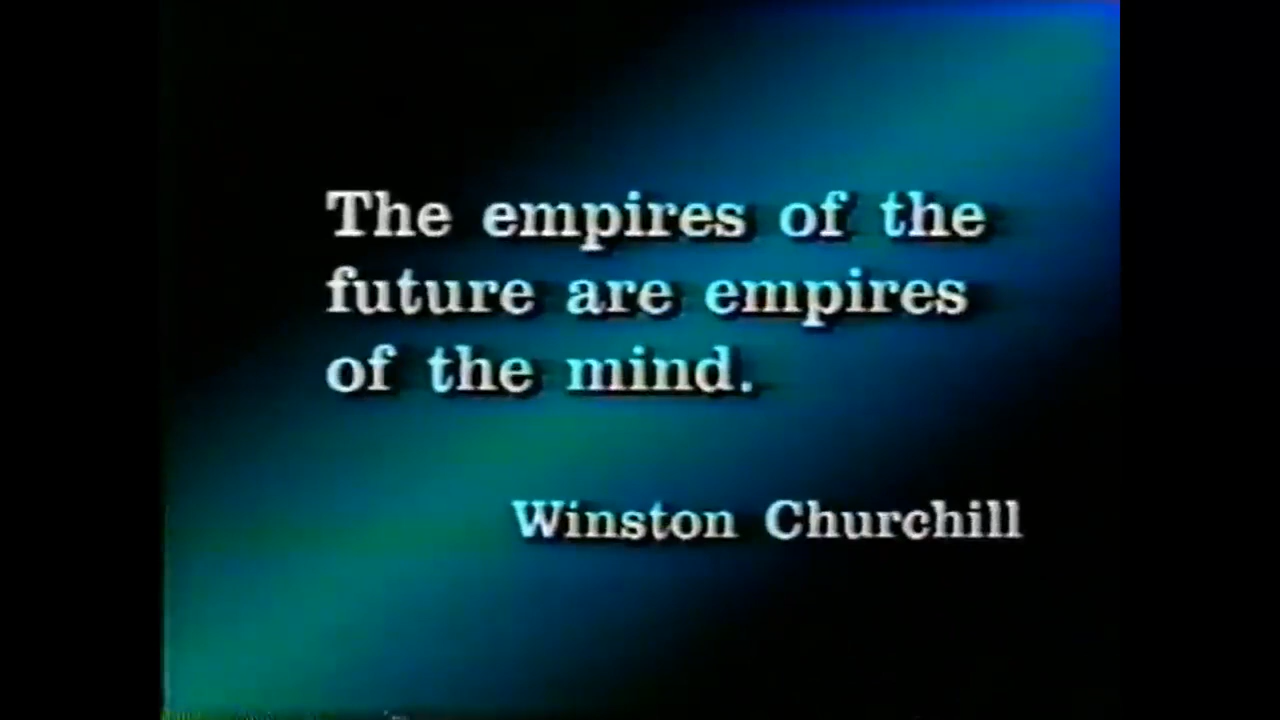 The empires of the
future are empires
of the mind.
Winston Churchill